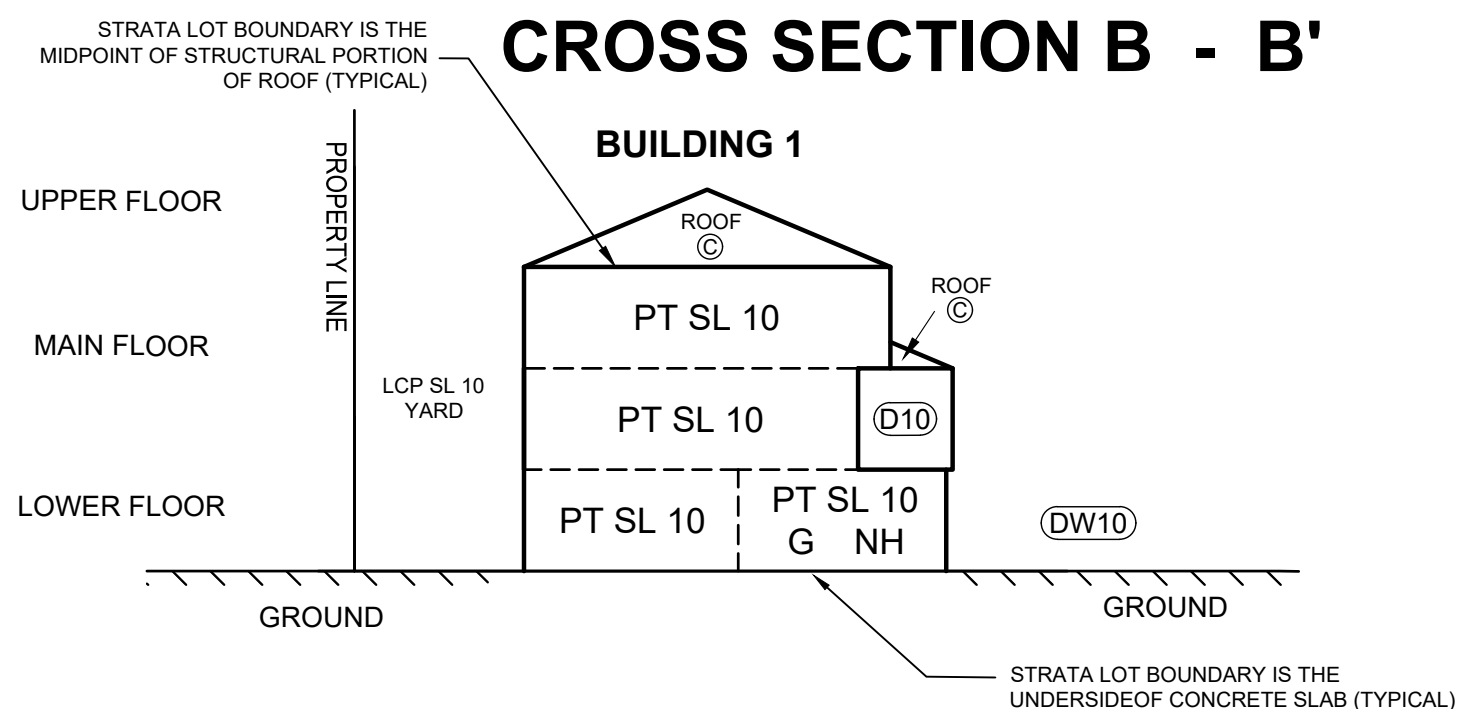 CROSS SECTION B - B'
STRATA LOT BOUNDARY IS THE
MIDPOINT OF STRUCTURAL PORTION
OF ROOF (TYPICAL)
BUILDING 1
PROPERTY LINE
UPPER FLOOR
ROOF
Ⓒ
ROOF
Ⓒ
PT SL 10
MAIN FLOOR
LCP SL 10
YARD
PT SL 10
D10
LOWER FLOOR
PT SL 10
PT SL 10
G NH
DW10
GROUND
GROUND
STRATA LOT BOUNDARY IS THE
UNDERSIDEOF CONCRETE SLAB (TYPICAL)